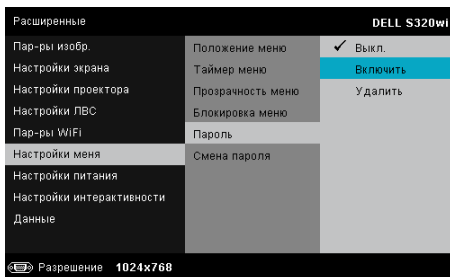 Расширенные DELL S320wi
Пар-ры изобр.
Настройки экрана
Настройки проектора
Настройки ЛВС
Пар-ры WiFi
Настройки меня
Настройки питания
Настройки интерактивности
Данные
Положение меню
Таймер меню
Прозрачность меню
Блокировка меню
Пароль
Смена пароля
Выкл.
Включить
Удалить
Разрешение 1024x768